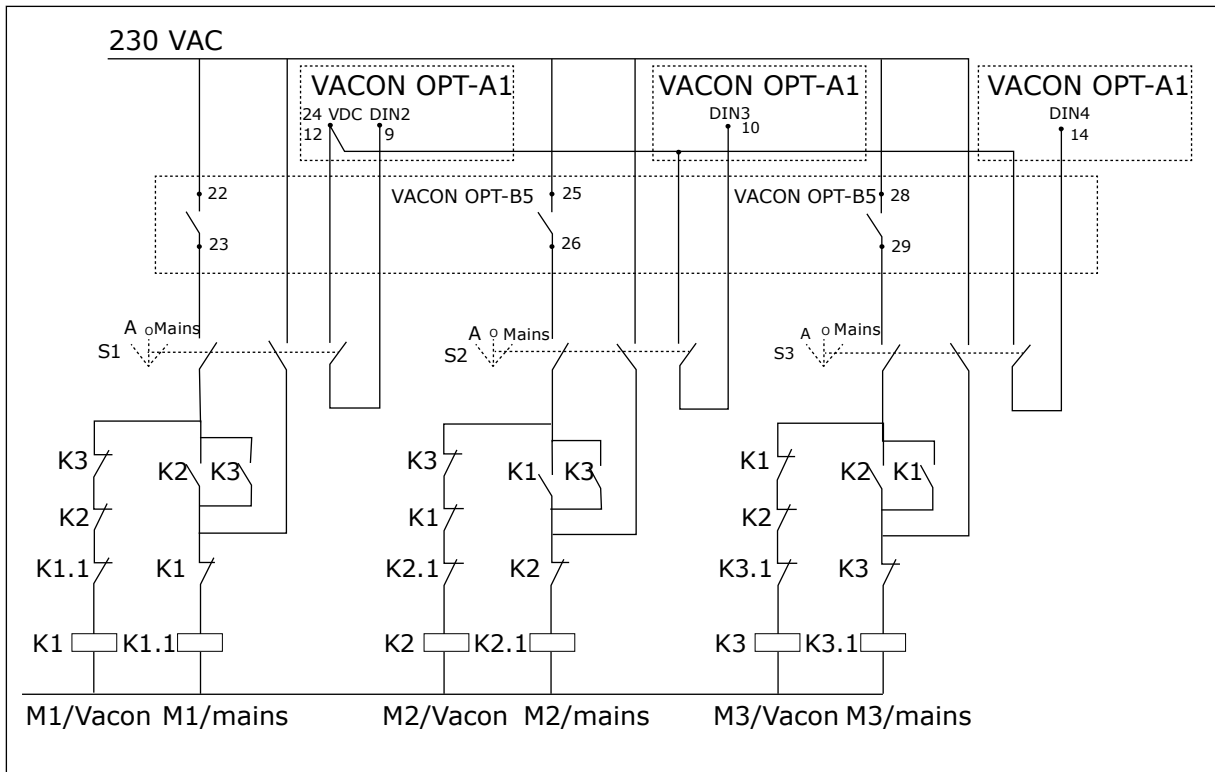 230 VAC
VACON OPT-A1
VACON OPT-A1
VACON OPT-A1
24 VDC DIN2
12 9
DIN3
10
DIN4
14
22
VACON OPT-B5
25
VACON OPT-B5
28
23
26
29
A o Mains
S1
A o Mains
S2
A o Mains
S3
K3 K2 K3
K3 K1 K3
K1 K2 K1
K2
K1
K2
K1.1 K1
K2.1 K2
K3.1 K3
K1 K1.1
K2 K2.1
K3 K3.1
M1/Vacon M1/mains
M2/Vacon M2/mains
M3/Vacon M3/mains